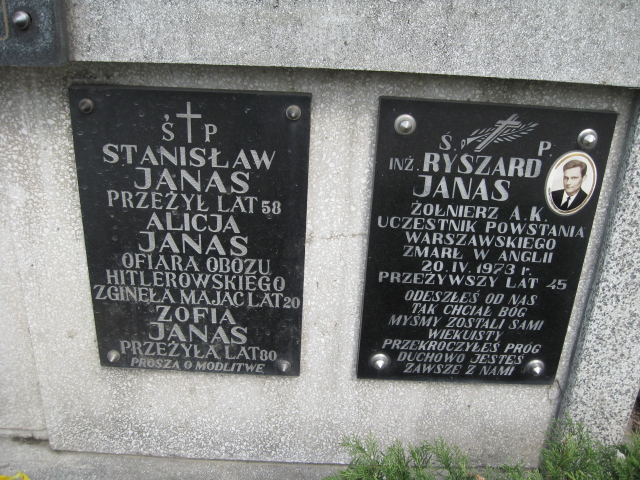 Ś P
STANISŁAW
JANAS
PRZEŻYŁ LAT 58
ALICJA
JANAS
OFIARA OBOZU
HITLEROWSKIEGO
ZGINĘŁA MAJĄC LAT 20
ZOFIA
JANAS
PRZEŻYŁA LAT 80
PROSZĄ O MODLITWĘ
Ś. P.
INŻ. RYSZARD
JANAS
ŻOŁNIERZ A.K.
UCZESTNIK POWSTANIA
WARSZAWSKIEGO
ZMARŁ W ANGLII
20.IV.1973 r.
PRZEŻYWSZY LAT 45
ODESZŁEŚ OD NAS
TAK CHCIAŁ BÓG
MYŚMY ZOSTALI SAMI
WIEKUISTY
PRZEKROCZYŁEŚ PRÓG
DUCHOWO JESTEŚ
ZAWSZE Z NAMI